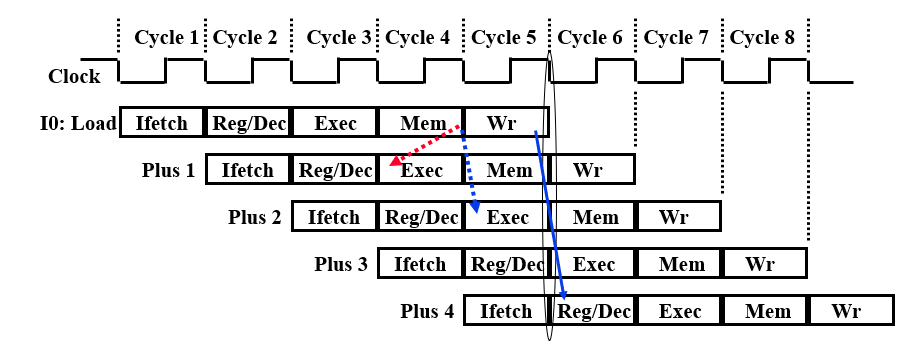 Cycle 1 Cycle 2 Cycle 3 Cycle 4 Cycle 5 Cycle 6 Cycle 7 Cycle 8
Clock
I0: Load Ifetch Reg/Dec Exec Mem Wr
Plus 1 Ifetch Reg/Dec Exec Mem Wr
Plus 2 Ifetch Reg/Dec Exec Mem Wr
Plus 3 Ifetch Reg/Dec Exec Mem Wr
Plus 4 Ifetch Reg/Dec Exec Mem Wr